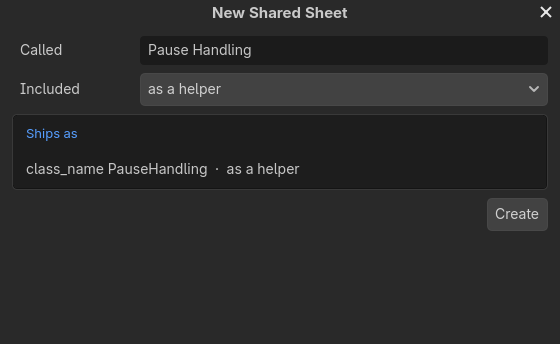 New Shared Sheet
Called Pause Handling
Included as a helper
Ships as
class_name PauseHandling · as a helper
Create